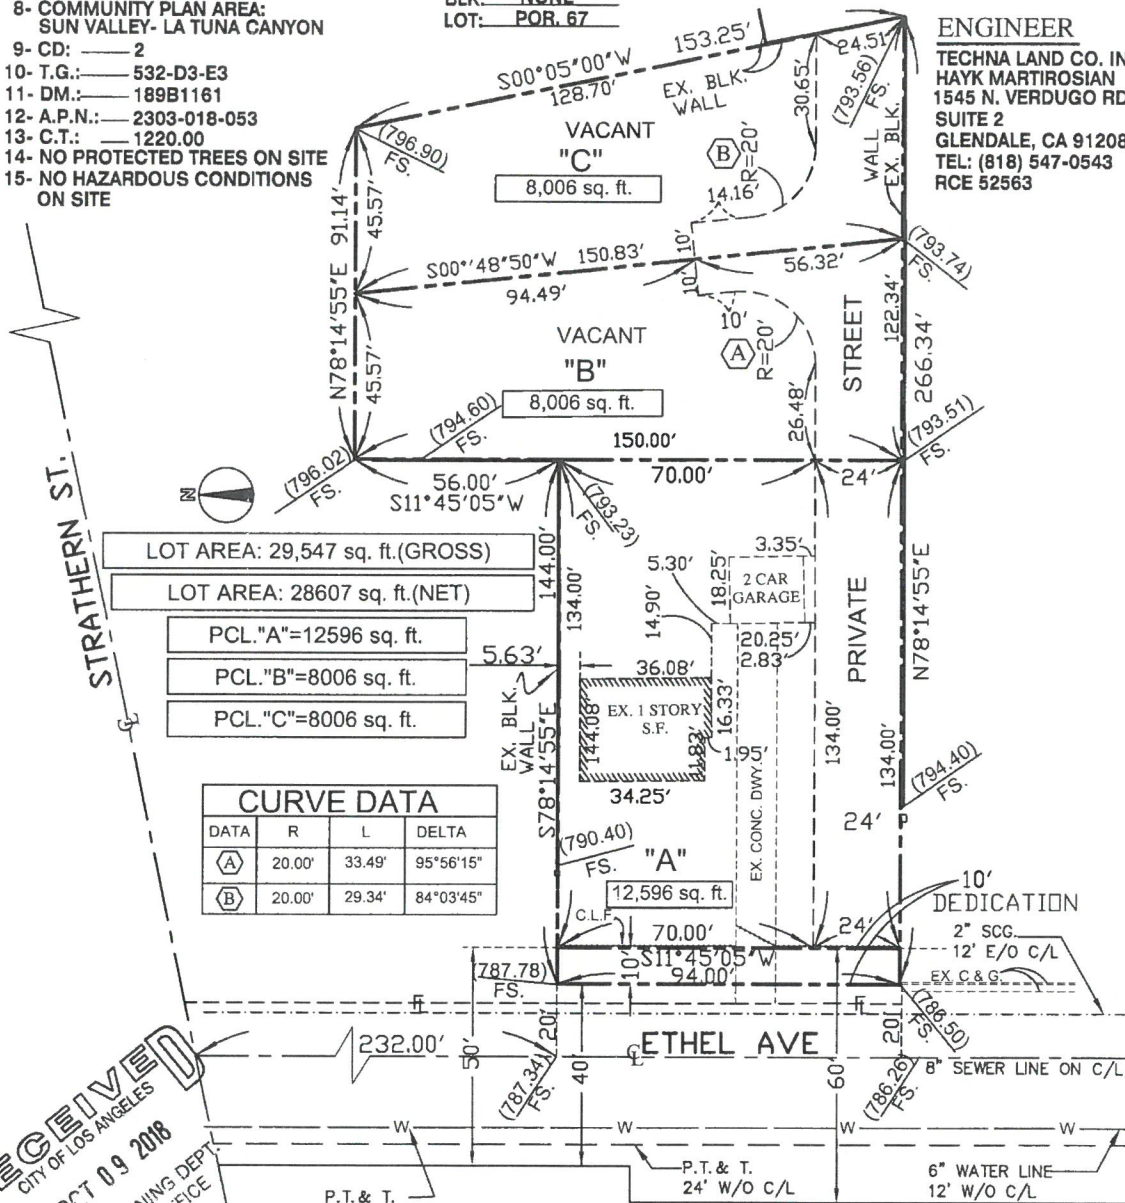 8- COMMUNITY PLAN AREA:
SUN VALLEY- LA TUNA CANYON
9- CD: 2
10- T.G.: 532-D3-E3
11- DM.: 189B1161
12- A.P.N.: 2303-018-053
13- C.T.: 1220.00
14- NO PROTECTED TREES ON SITE
15- NO HAZARDOUS CONDITIONS
ON SITE
BLK: NONE
LOT: POR. 67
ENGINEER
TECHNA LAND CO. IN
HAYK MARTIROSIAN
1545 N. VERDUGO RD
SUITE 2
GLENDALE, CA 91208
TEL: (818) 547-0543
RCE 52563
153.25'
24.51'
S00°05'00"W
128.70'
EX. BLK.
WALL
30.65'
(793.56)
FS.
WALL
EX. BLK.
(796.90)
FS.
VACANT
"C"
8,006 sq. ft.
B
R=20'
14.16'
91.14'
45.57'
10'
S00°'48"50"W 150.83'
56.32'
(793.74)
FS.
94.49'
10'
10'
N78°14'55"E
45.57'
VACANT
"B"
8,006 sq. ft.
A
R=20'
26.48'
STREET
122.34'
266.34'
(794.60)
FS.
150.00'
(793.51)
FS.
(796.02)
FS.
56.00'
S11°45'05"W
70.00'
24'
N
STRATHERN ST.
(793.23)
FS.
LOT AREA: 29,547 sq. ft.(GROSS)
LOT AREA: 28607 sq. ft.(NET)
PCL."A"=12596 sq. ft.
PCL."B"=8006 sq. ft.
PCL."C"=8006 sq. ft.
144.00'
134.00'
5.30'
3.35'
18.25'
2 CAR
GARAGE
14.90'
20.25'
2.83'
PRIVATE
N78°14'55"E
5.63'
36.08'
EX. BLK.
WALL
S78°14'55"E
EX. 1 STORY
S.F.
144.08'
16.33'
11.83'
1.95'
34.25'
134.00'
134.00'
(794.40)
FS.
24'
P
CURVE DATA
DATA R L DELTA
A 20.00' 33.49' 95°56'15"
B 20.00' 29.34' 84°03'45"
(790.40)
FS.
"A"
12,596 sq. ft.
EX. CONC. DWY.
10'
DEDICATION
C.L.F.
70.00'
24'
2" SCG.
12' E/O C/L
S11°45'05"W
10'
94.00'
EX. C & G.
(787.78)
FS.
(786.50)
FS.
232.00'
50'
20'
40'
ETHEL AVE
60'
20'
(787.34)
FS.
(786.26)
FS.
8" SEWER LINE ON C/L
W W W W
P.T. & T.
24' W/O C/L
6" WATER LINE
12' W/O C/L
P.T. & T.
ECEIVED
CITY OF LOS ANGELES
OCT 09 2018
NING DEPT.
FICE